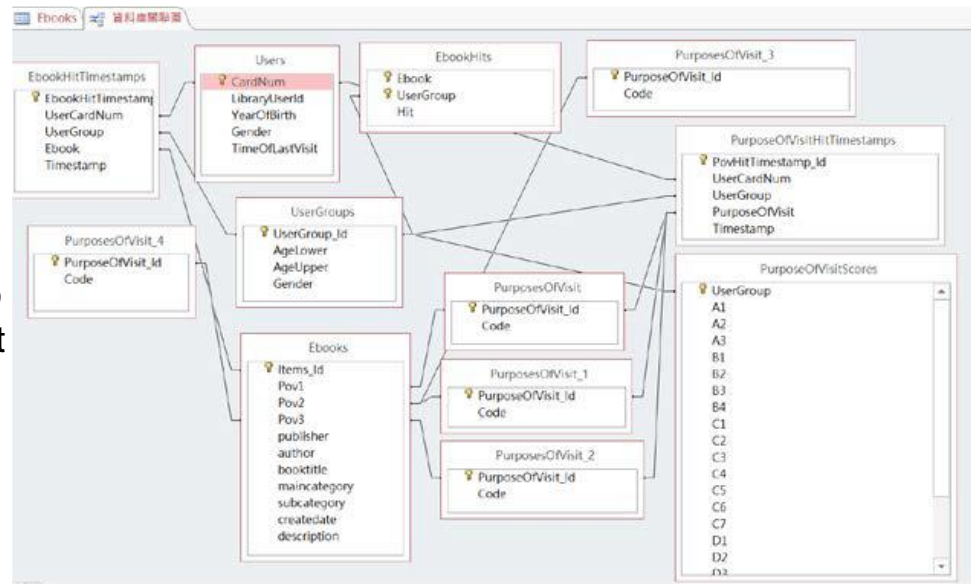 Ebooks
資料庫關聯圖
EbookHitTimestamps
EbookHitTimestamp
UserCardNum
UserGroup
Ebook
Timestamp
Users
CardNum
LibraryUserId
YearOfBirth
Gender
TimeOfLastVisit
EbookHits
Ebook
UserGroup
Hit
PurposesOfVisit_3
PurposeOfVisit_Id
Code
PurposeOfVisitHitTimestamps
PovHitTimestamp_Id
UserCardNum
UserGroup
PurposeOfVisit
Timestamp
UserGroups
UserGroup_Id
AgeLower
AgeUpper
Gender
PurposesOfVisit_4
PurposeOfVisit_Id
Code
PurposesOfVisit
PurposeOfVisit_Id
Code
PurposeOfVisitScores
UserGroup
A1
A2
A3
B1
B2
B3
B4
C1
C2
C3
C4
C5
C6
C7
D1
D2
D3
Ebooks
Items_Id
Pov1
Pov2
Pov3
publisher
author
booktitle
maincategory
subcategory
createdate
description
PurposesOfVisit_1
PurposeOfVisit_Id
Code
PurposesOfVisit_2
PurposeOfVisit_Id
Code
t